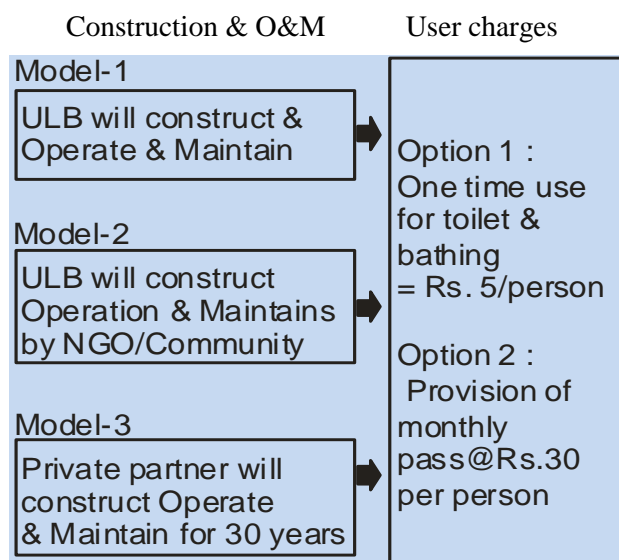 Construction & O&M
User charges
Model-1
ULB will construct &
Operate & Maintain
Model-2
ULB will construct
Operation & Maintains
by NGO/Community
Model-3
Private partner will
construct Operate
& Maintain for 30 years
Option 1 :
One time use
for toilet &
bathing
= Rs. 5/person
Option 2 :
Provision of
monthly
pass@Rs.30
per person